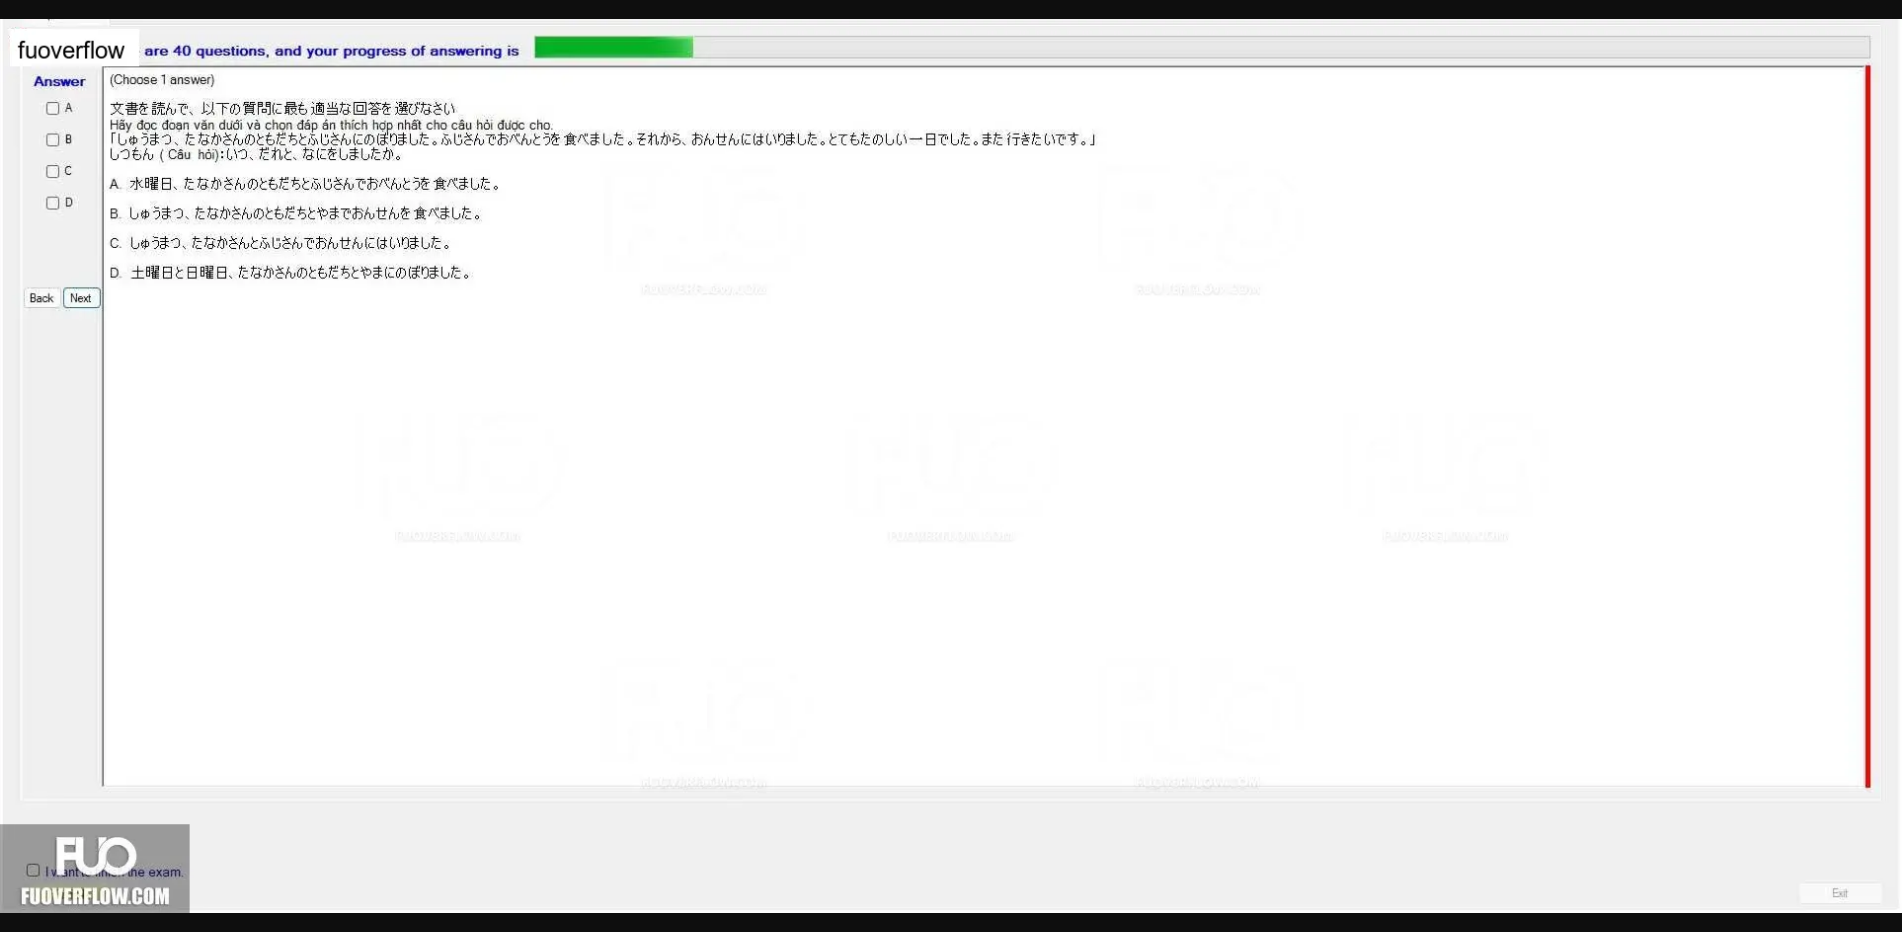 fuoverflow are 40 questions, and your progress of answering is
Answer
(Choose 1 answer)
A
B
C
D
文書を読んで、以下の質問に最も適当な回答を選びなさい
Hãy đọc đoạn văn dưới và chọn đáp án thích hợp nhất cho câu hỏi được cho.
「しゅうまつ、たなかさんのともだちとふじさんにのぼりました。ふじさんでおべんとうを食べました。それから、おんせんにはいりました。とてもたのしい一日でした。また行きたいです。」
しつもん ( Câu hỏi):いつ、だれと、なにをしましたか。
A. 水曜日、たなかさんのともだちとふじさんでおべんとうを食べました。
B. しゅうまつ、たなかさんのともだちとやまでおんせんを食べました。
C. しゅうまつ、たなかさんとふじさんでおんせんにはいりました。
D. 土曜日と日曜日、たなかさんのともだちとやまにのぼりました。
Back Next
FUOVERFLOW.COM FUOVERFLOW.COM
FUOVERFLOW.COM FUOVERFLOW.COM FUOVERFLOW.COM
FUOVERFLOW.COM FUOVERFLOW.COM
FUO
I want to finish the exam.
FUOVERFLOW.COM
Exit